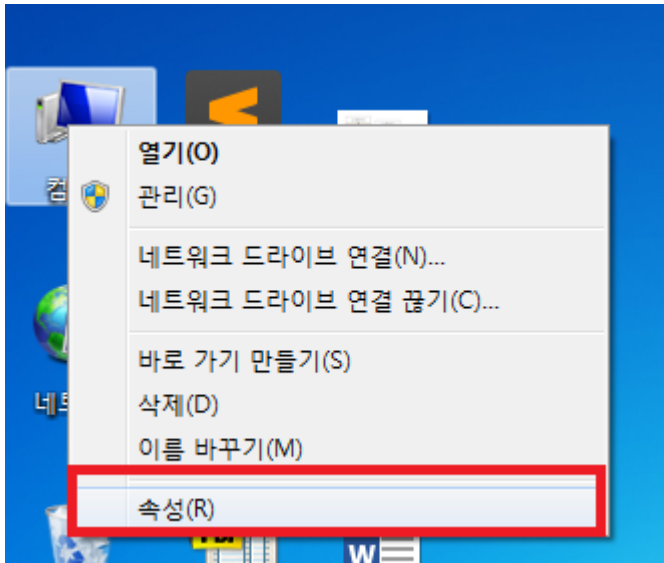 열기(O)
관리(G)
네트워크 드라이브 연결(N)...
네트워크 드라이브 연결 끊기(C)...
바로 가기 만들기(S)
삭제(D)
이름 바꾸기(M)
속성(R)
W